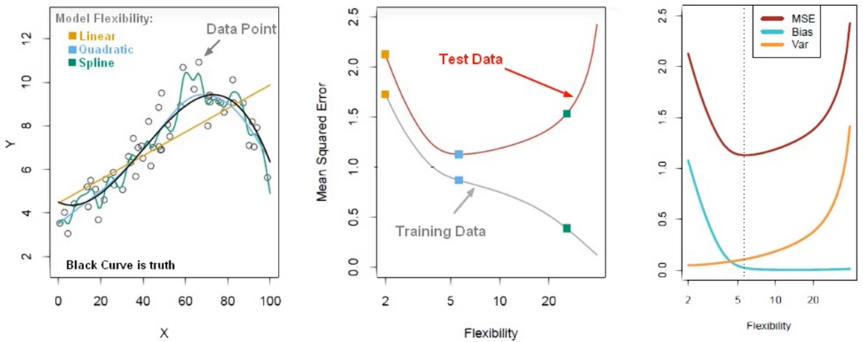 Model Flexibility:
Linear
Quadratic
Spline
Data Point
12
10
8
6
4
2
Y
Black Curve is truth
0 20 40 60 80 100
X
2.5
2.0
1.5
1.0
0.5
0.0
Mean Squared Error
Test Data
Training Data
2 5 10 20
Flexibility
MSE
Bias
Var
2.5
2.0
1.5
1.0
0.5
0.0
2 5 10 20
Flexibility